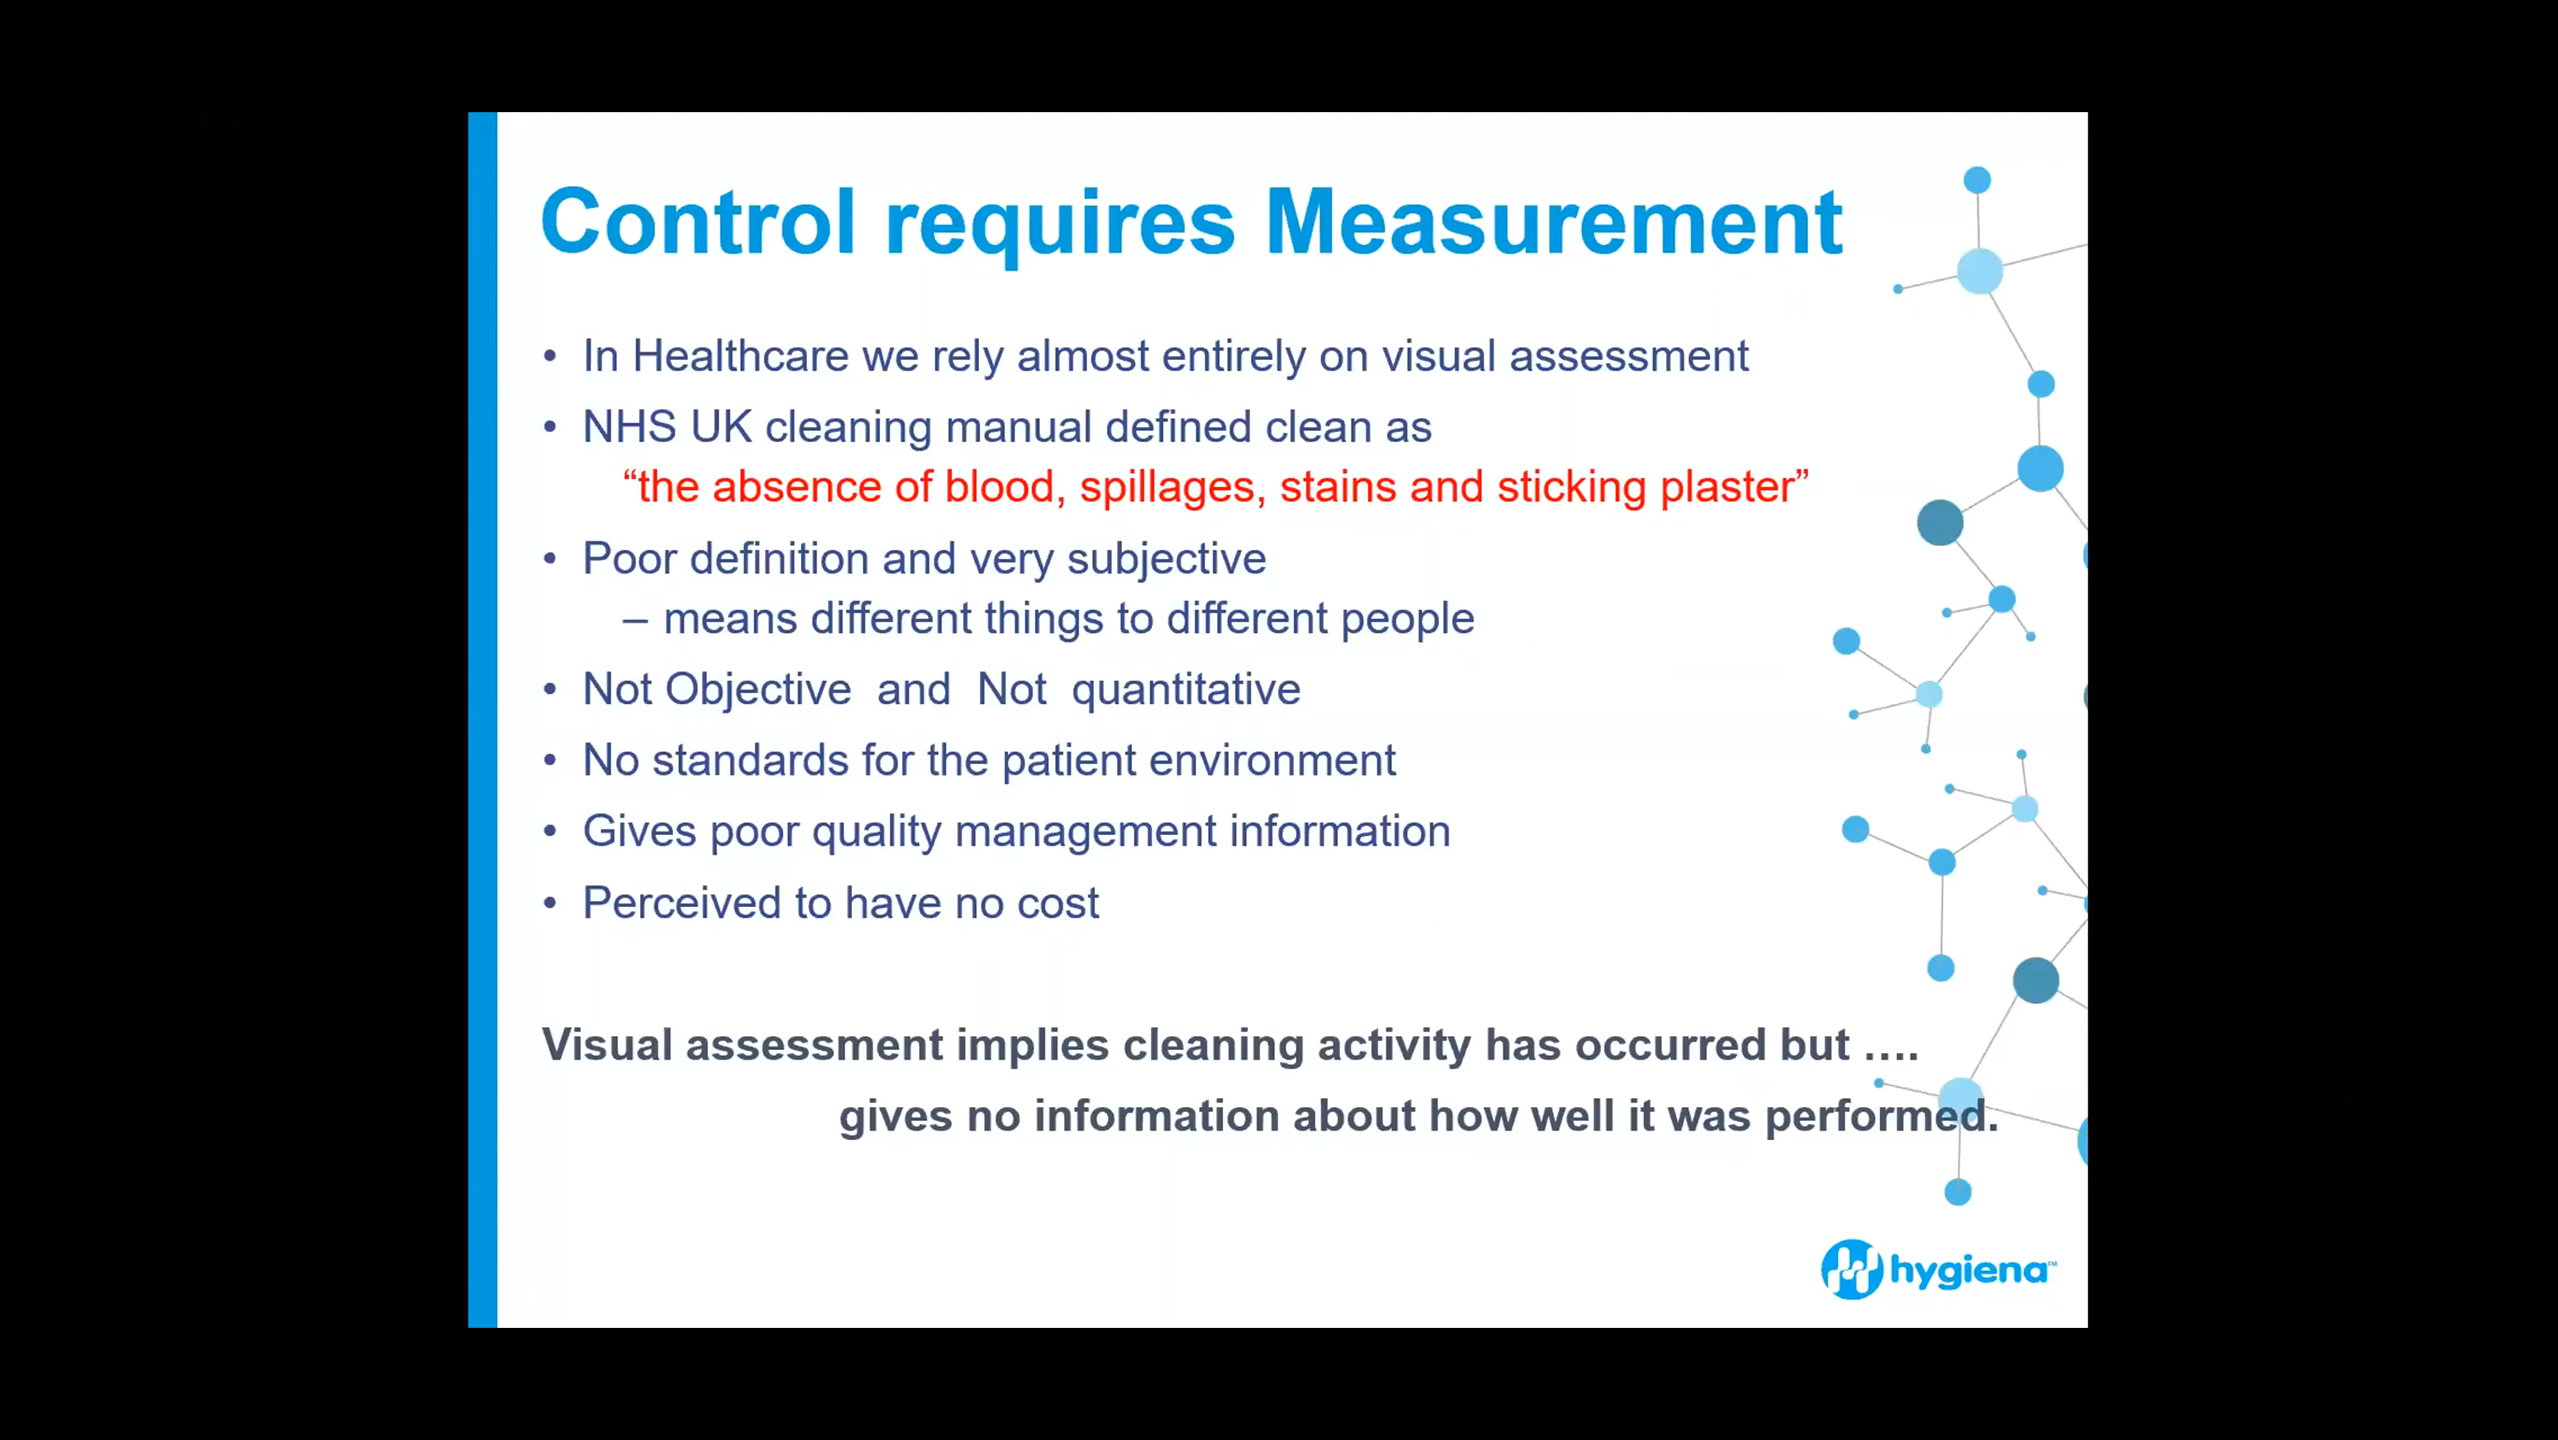 Control requires Measurement
• In Healthcare we rely almost entirely on visual assessment
• NHS UK cleaning manual defined clean as
“the absence of blood, spillages, stains and sticking plaster”
• Poor definition and very subjective
– means different things to different people
• Not Objective and Not quantitative
• No standards for the patient environment
• Gives poor quality management information
• Perceived to have no cost
Visual assessment implies cleaning activity has occurred but ....
gives no information about how well it was performed.
hygiena™